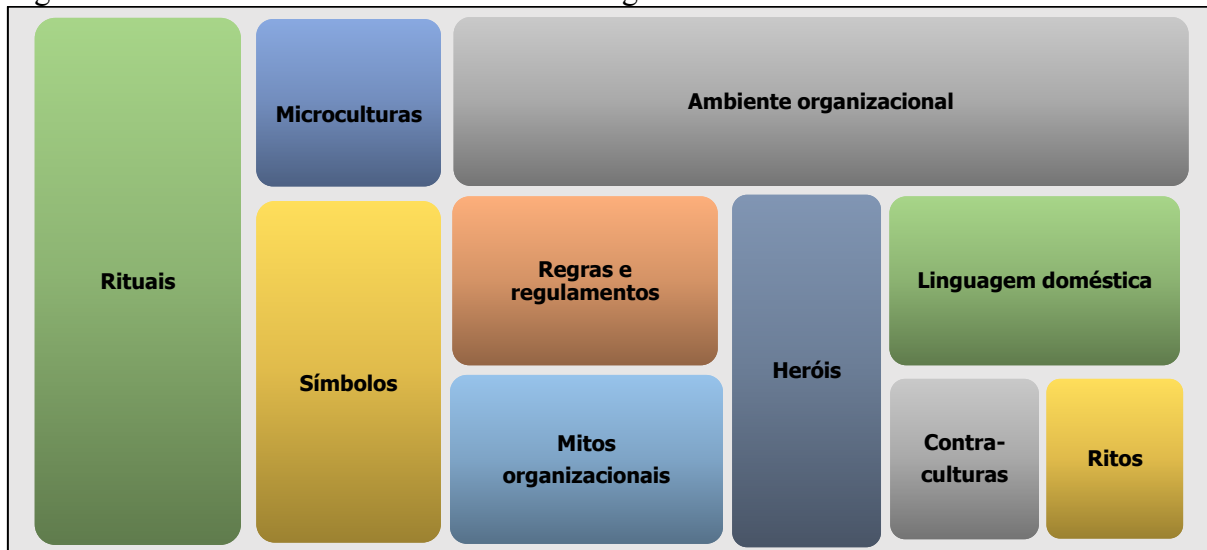 Microculturas
Ambiente organizacional
Rituais
Símbolos
Regras e
regulamentos
Heróis
Linguagem doméstica
Mitos
organizacionais
Contra-
culturas
Ritos